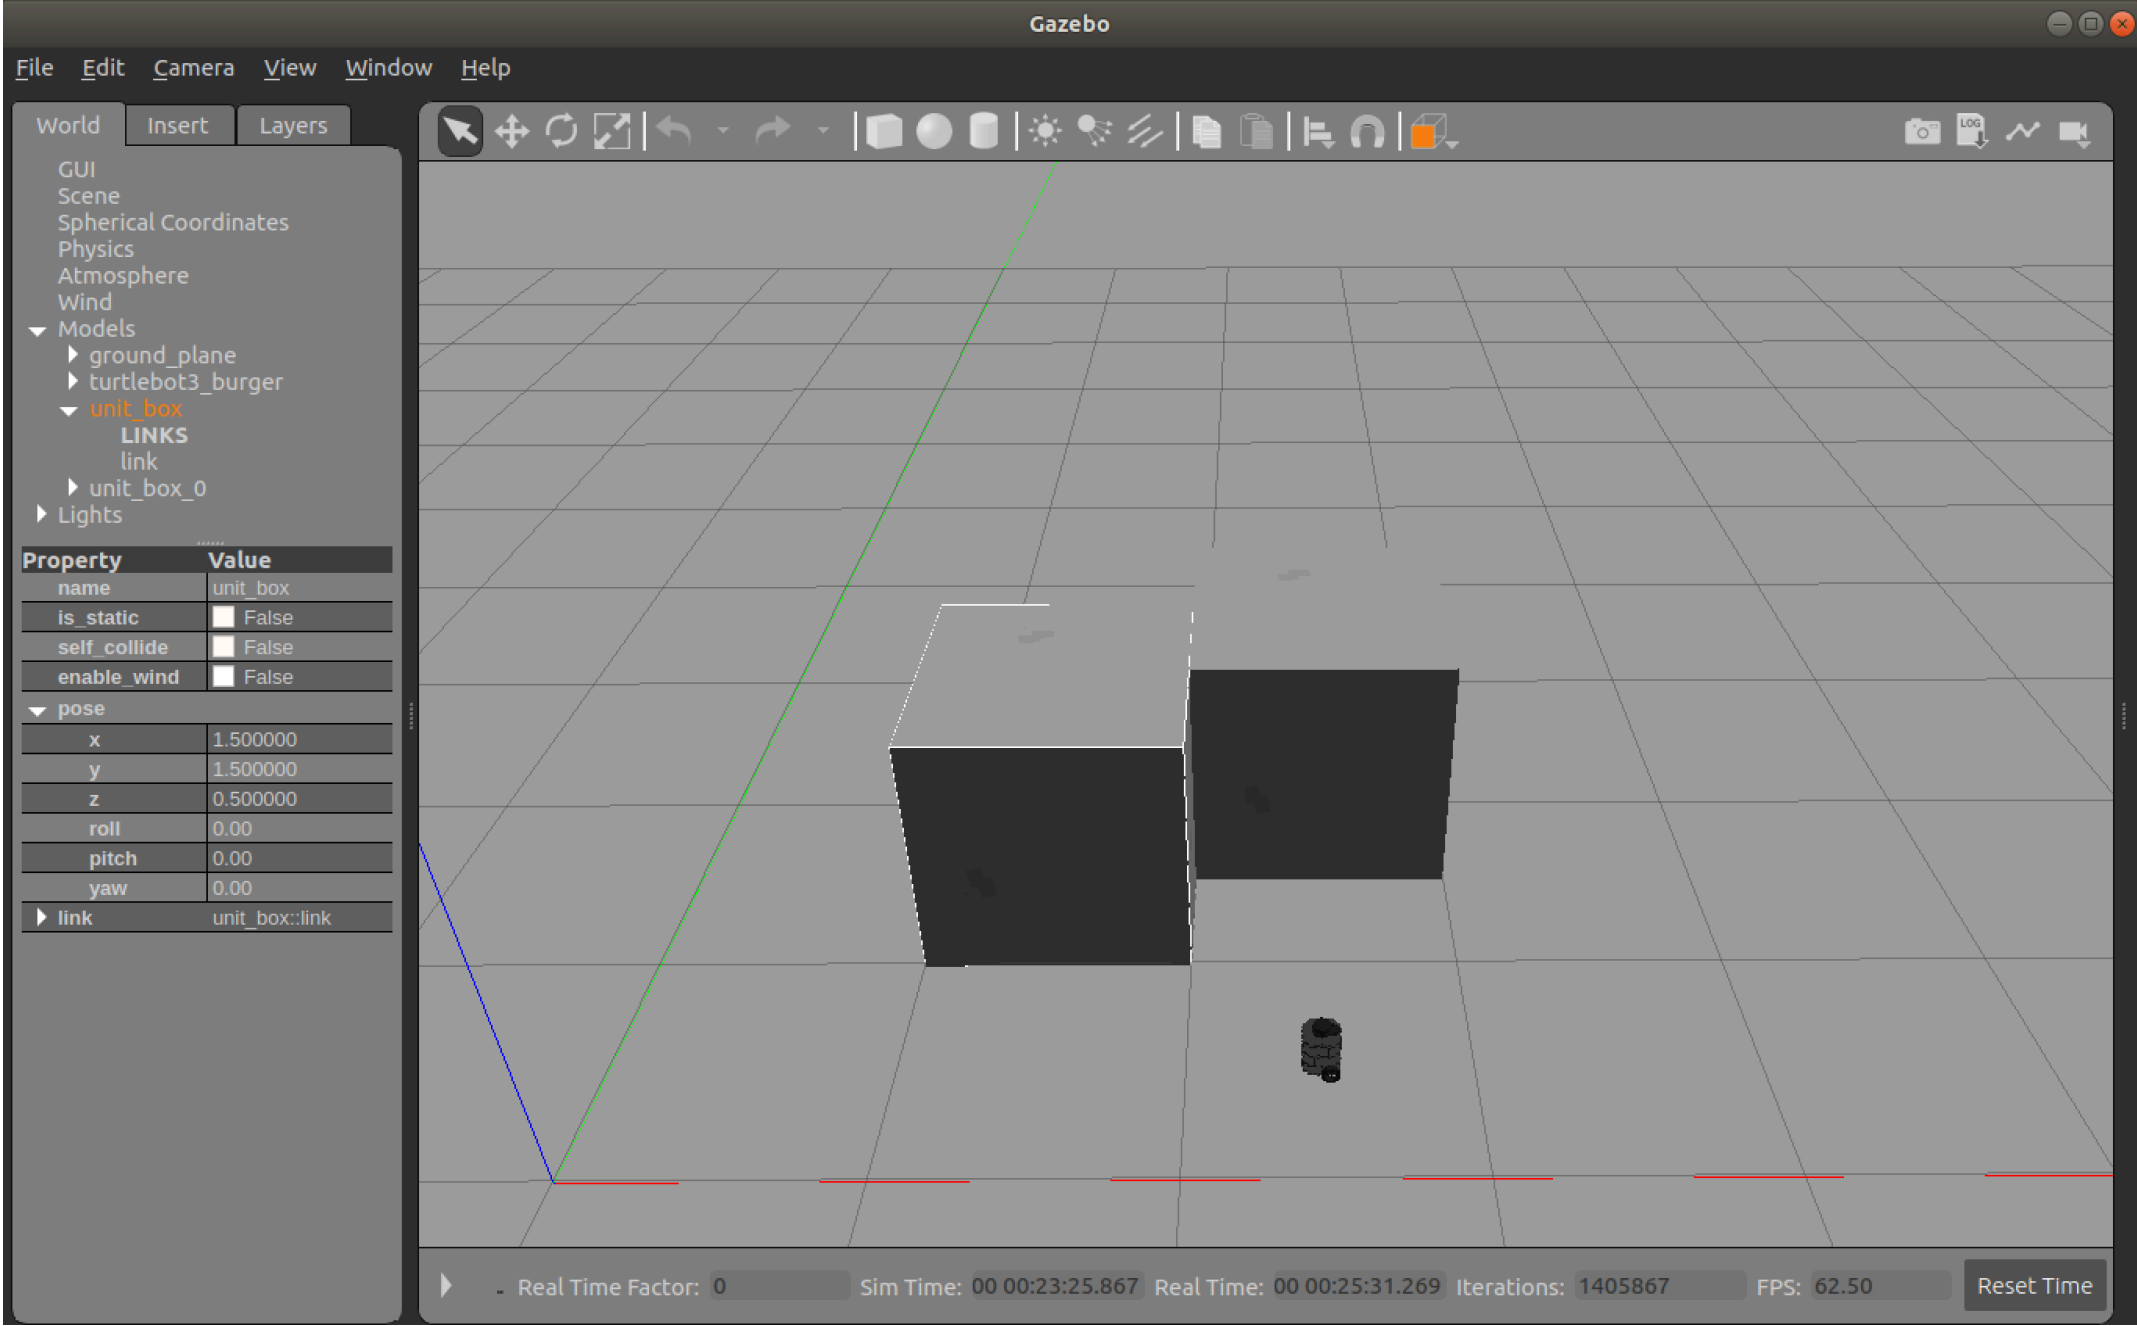 Gazebo
File Edit Camera View Window Help
World Insert Layers
LOG
GUI
Scene
Spherical Coordinates
Physics
Atmosphere
Wind
Models
ground_plane
turtlebot3_burger
unit_box
LINKS
link
unit_box_0
Lights
Property Value
name unit_box
is_static False
self_collide False
enable_wind False
pose
x 1.500000
y 1.500000
z 0.500000
roll 0.00
pitch 0.00
yaw 0.00
link unit_box::link
Real Time Factor: 0 Sim Time: 00 00:23:25.867 Real Time: 00 00:25:31.269 Iterations: 1405867 FPS: 62.50 Reset Time